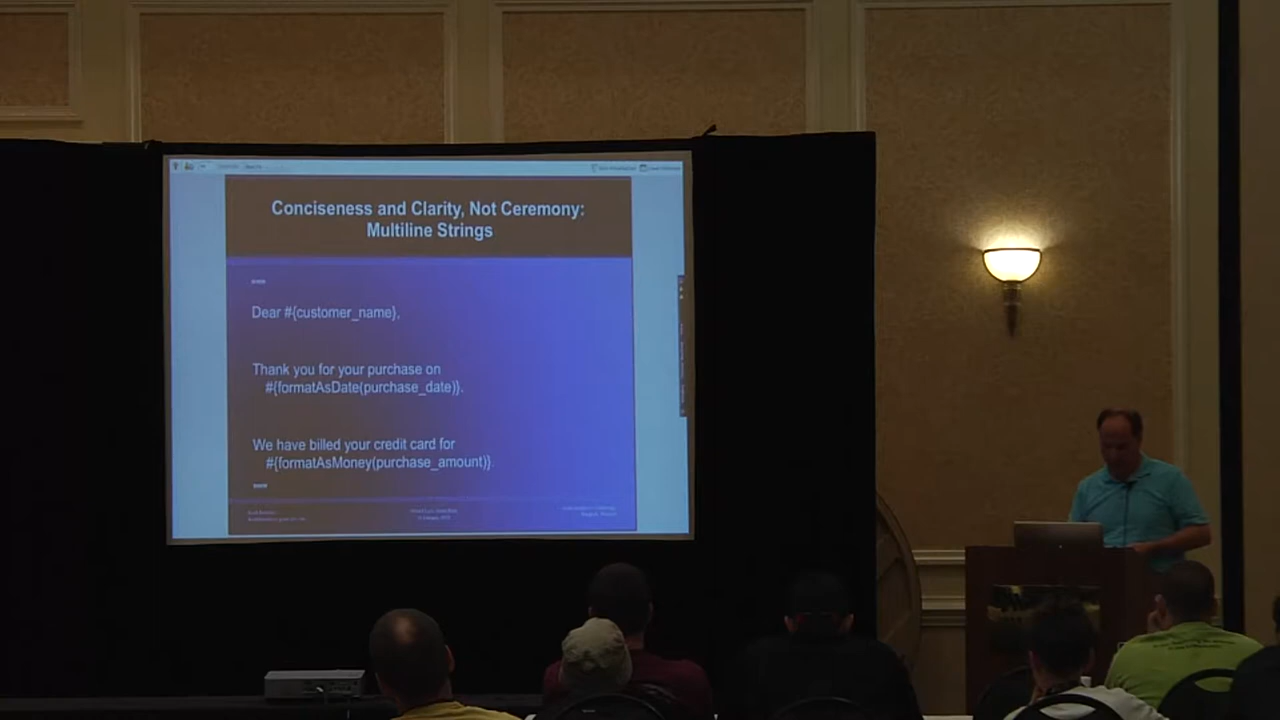 Conciseness and Clarity, Not Ceremony:
Multiline Strings
"""
Dear #{customer_name},
Thank you for your purchase on
#{formatAsDate(purchase_date)}.
We have billed your credit card for
#{formatAsMoney(purchase_amount)}.
"""